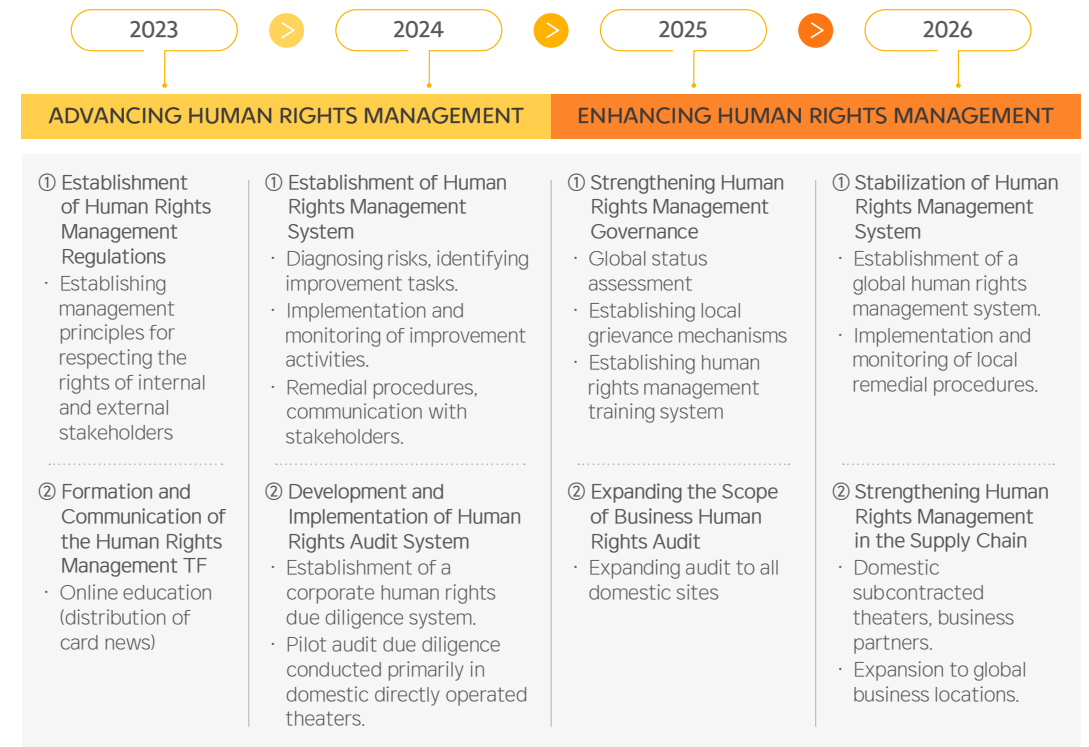 2023
>
2024
>
2025
>
2026
ADVANCING HUMAN RIGHTS MANAGEMENT
ENHANCING HUMAN RIGHTS MANAGEMENT
① Establishment
of Human Rights
Management
Regulations
· Establishing
management
principles for
respecting the
rights of internal
and external
stakeholders
② Formation and
Communication of
the Human Rights
Management TF
· Online education
(distribution of
card news)
① Establishment of Human
Rights Management
System
· Diagnosing risks, identifying
improvement tasks.
· Implementation and
monitoring of improvement
activities.
· Remedial procedures,
communication with
stakeholders.
② Development and
Implementation of Human
Rights Audit System
· Establishment of a
corporate human rights
due diligence system.
· Pilot audit due diligence
conducted primarily in
domestic directly operated
theaters.
① Strengthening Human
Rights Management
Governance
· Global status
assessment
· Establishing local
grievance mechanisms
· Establishing human
rights management
training system
② Expanding the Scope
of Business Human
Rights Audit
· Expanding audit to all
domestic sites
① Stabilization of Human
Rights Management
System
· Establishment of a
global human rights
management system.
· Implementation and
monitoring of local
remedial procedures.
② Strengthening Human
Rights Management
in the Supply Chain
· Domestic
subcontracted
theaters, business
partners.
· Expansion to global
business locations.